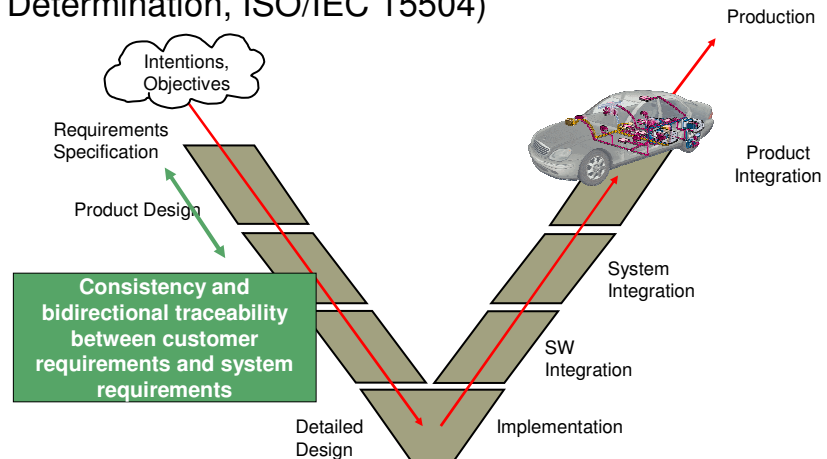 Determination, ISO/IEC 15504)
Production
Intentions,
Objectives
Requirements
Specification
Product
Integration
Product Design
System
Integration
Consistency and
bidirectional traceability
between customer
requirements and system
requirements
SW
Integration
Detailed
Design
Implementation